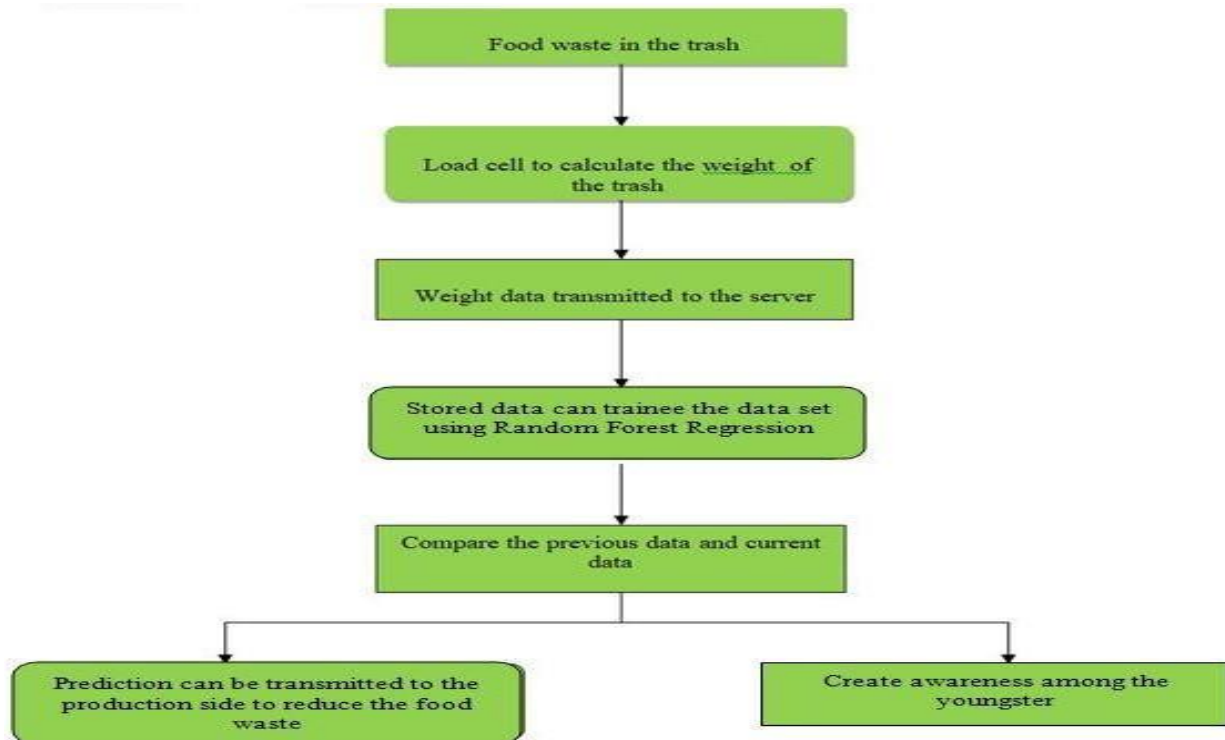 Food waste in the trash
Load cell to calculate the weight of
the trash
Weight data transmitted to the server
Stored data can trainee the data set
using Random Forest Regression
Compare the previous data and current
data
Prediction can be transmitted to the
production side to reduce the food
waste
Create awareness among the
youngster